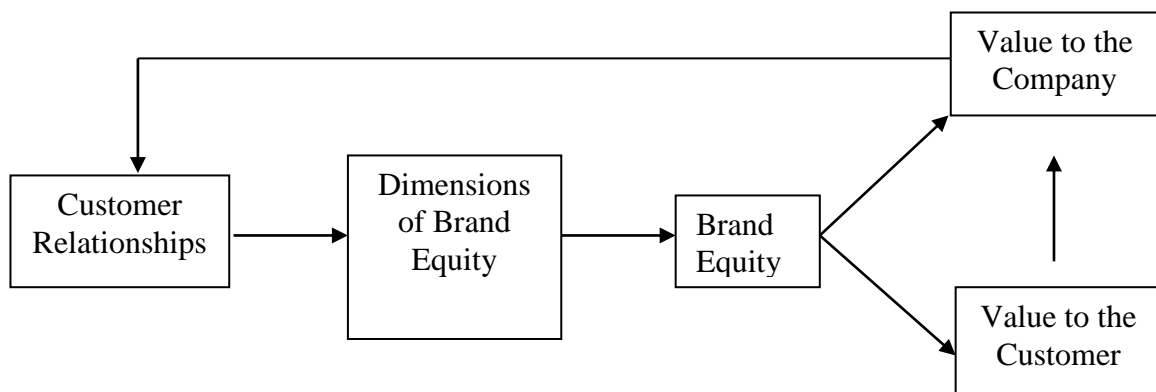 Value to the
Company
Customer
Relationships
Dimensions
of Brand
Equity
Brand
Equity
Value to the
Customer